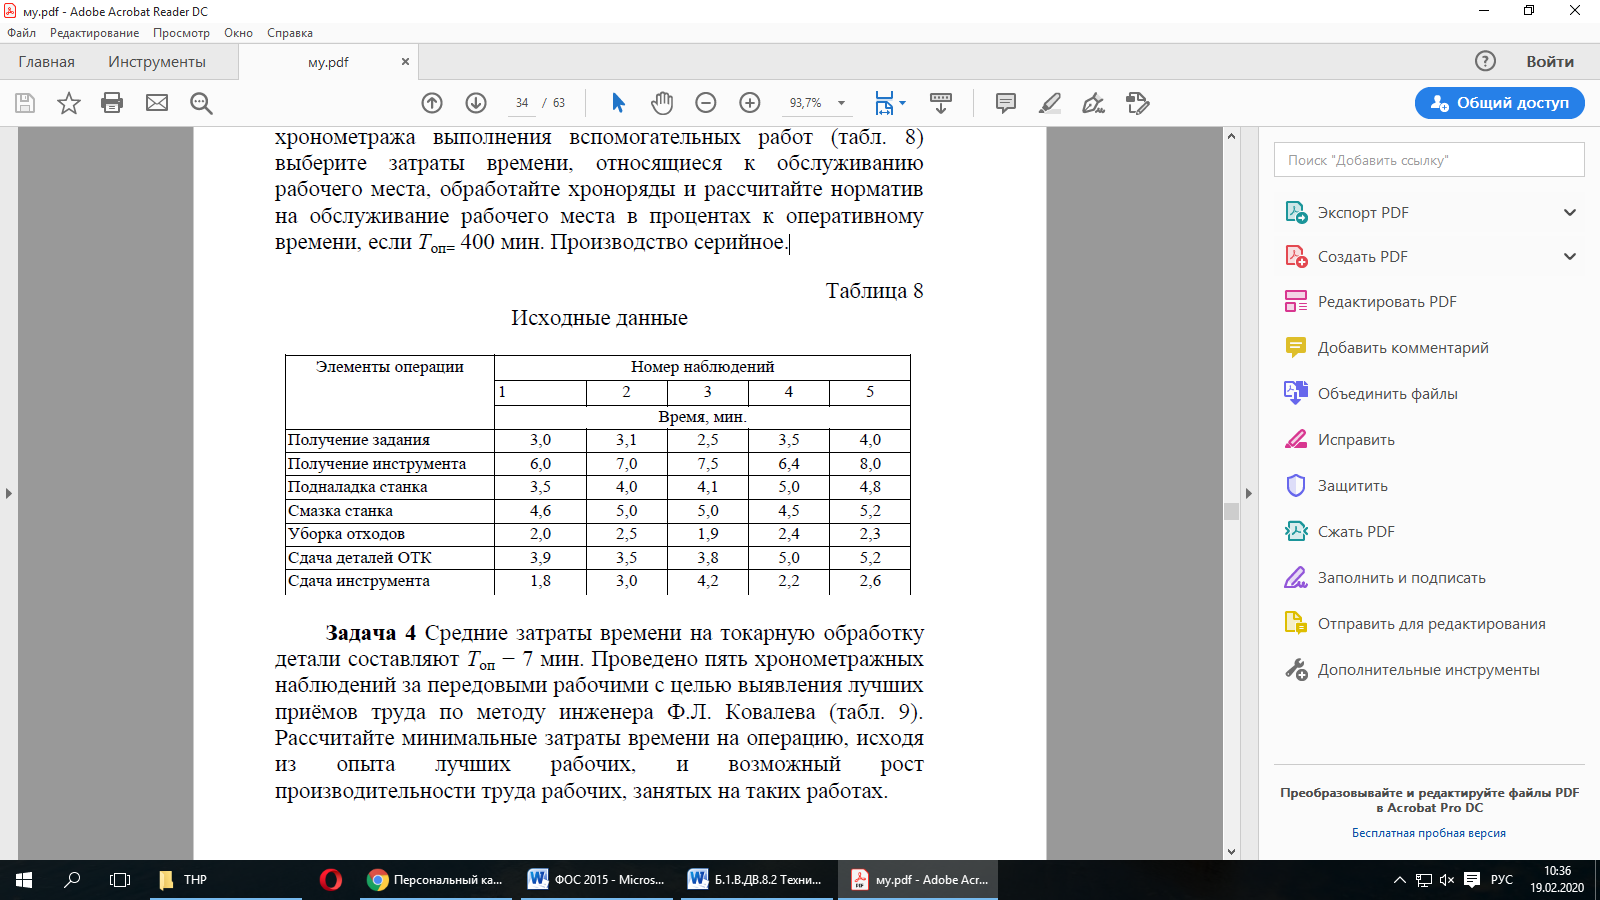 му.pdf - Adobe Acrobat Reader DC
Файл Редактирование Просмотр Окно Справка
Главная Инструменты му.pdf × ? Войти
34 / 63 93,7% Общий доступ
хронометража выполнения вспомогательных работ (табл. 8)
выберите затраты времени, относящиеся к обслуживанию
рабочего места, обработайте хроноряды и рассчитайте норматив
на обслуживание рабочего места в процентах к оперативному
времени, если Tоп= 400 мин. Производство серийное.
Таблица 8
Исходные данные
Элементы операции Номер наблюдений
1 2 3 4 5
Время, мин.
Получение задания 3,0 3,1 2,5 3,5 4,0
Получение инструмента 6,0 7,0 7,5 6,4 8,0
Подналадка станка 3,5 4,0 4,1 5,0 4,8
Смазка станка 4,6 5,0 5,0 4,5 5,2
Уборка отходов 2,0 2,5 1,9 2,4 2,3
Сдача деталей ОТК 3,9 3,5 3,8 5,0 5,2
Сдача инструмента 1,8 3,0 4,2 2,2 2,6
Задача 4 Средние затраты времени на токарную обработку
детали составляют Tоп − 7 мин. Проведено пять хронометражных
наблюдений за передовыми рабочими с целью выявления лучших
приёмов труда по методу инженера Ф.Л. Ковалева (табл. 9).
Рассчитайте минимальные затраты времени на операцию, исходя
из опыта лучших рабочих, и возможный рост
производительности труда рабочих, занятых на таких работах.
Поиск "Добавить ссылку"
Экспорт PDF
Создать PDF
Редактировать PDF
Добавить комментарий
Объединить файлы
Исправить
Защитить
Сжать PDF
Заполнить и подписать
Отправить для редактирования
Дополнительные инструменты
Преобразовывайте и редактируйте файлы PDF
в Acrobat Pro DC
Бесплатная пробная версия
ТНР Персональный ка... ФОС 2015 - Micros... Б.1.В.ДВ.8.2 Техни... му.pdf - Adobe Acr... РУС 10:36
19.02.2020